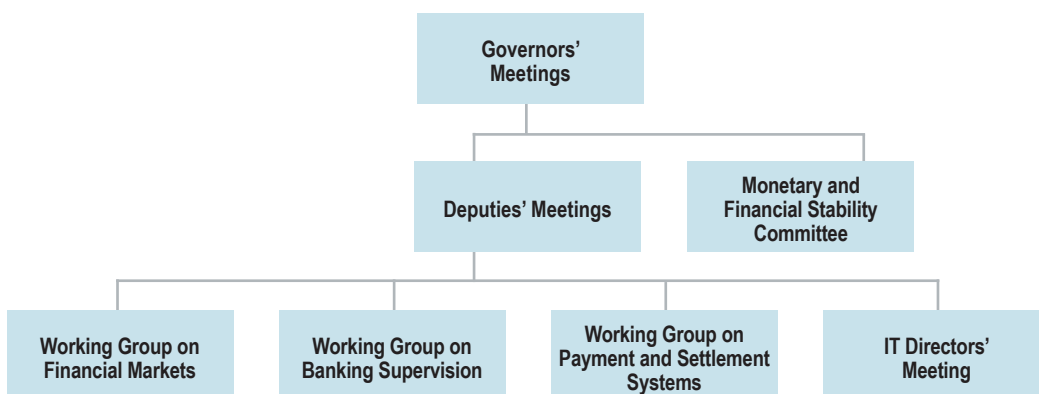 Governors’
Meetings
Deputies’ Meetings
Monetary and
Financial Stability
Committee
Working Group on
Financial Markets
Working Group on
Banking Supervision
Working Group on
Payment and Settlement
Systems
IT Directors’
Meeting